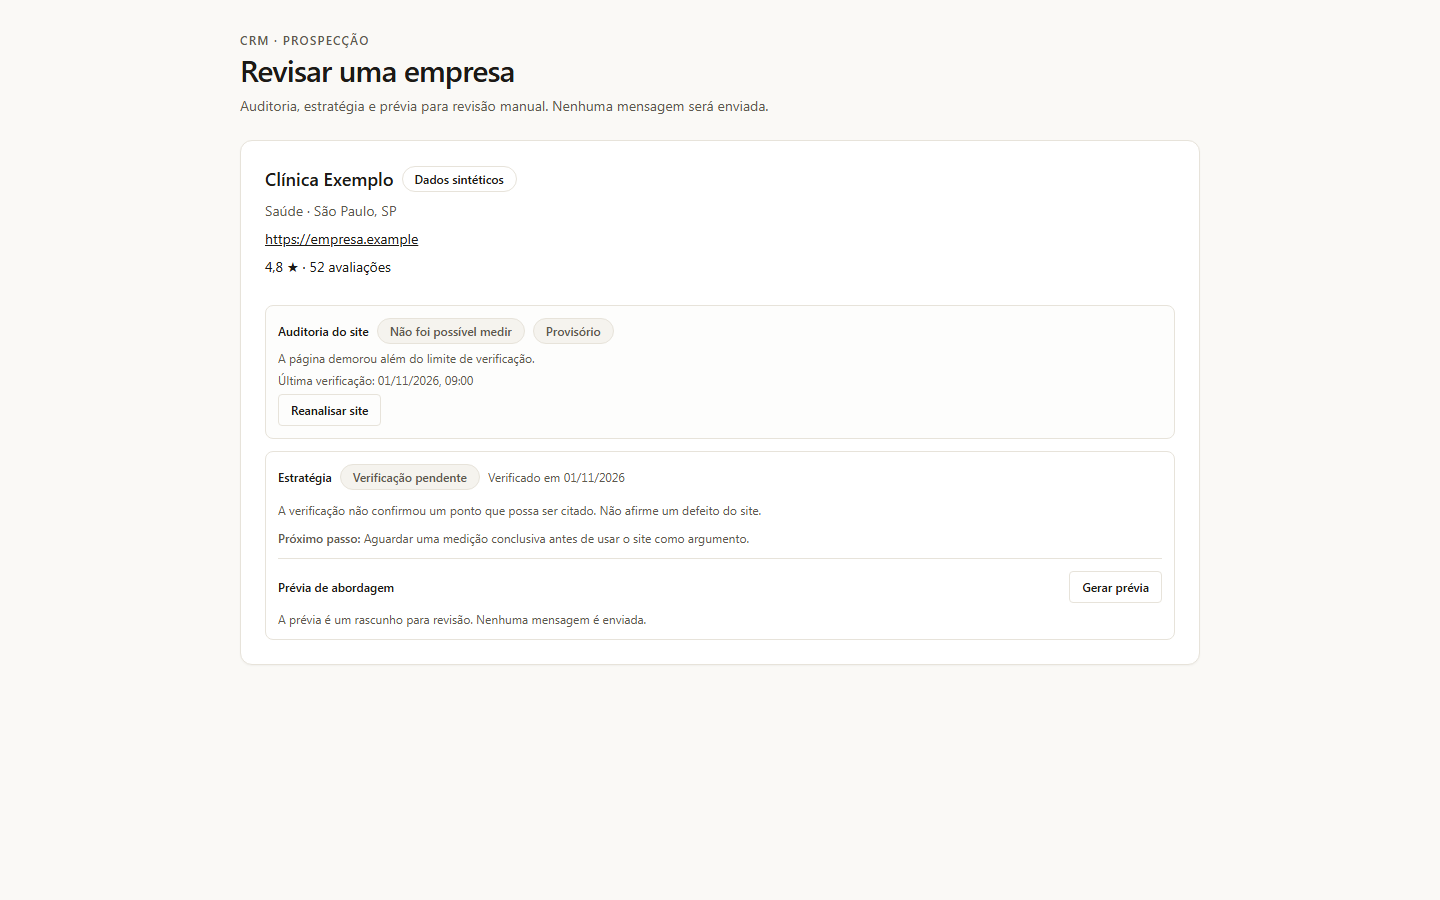 CRM · PROSPECÇÃO
Revisar uma empresa
Auditoria, estratégia e prévia para revisão manual. Nenhuma mensagem será enviada.
Clínica Exemplo Dados sintéticos
Saúde · São Paulo, SP
https://empresa.example
4,8 ★ · 52 avaliações
Auditoria do site Não foi possível medir Provisório
A página demorou além do limite de verificação.
Última verificação: 01/11/2026, 09:00
Reanalisar site
Estratégia Verificação pendente Verificado em 01/11/2026
A verificação não confirmou um ponto que possa ser citado. Não afirme um defeito do site.
Próximo passo: Aguardar uma medição conclusiva antes de usar o site como argumento.
Prévia de abordagem Gerar prévia
A prévia é um rascunho para revisão. Nenhuma mensagem é enviada.